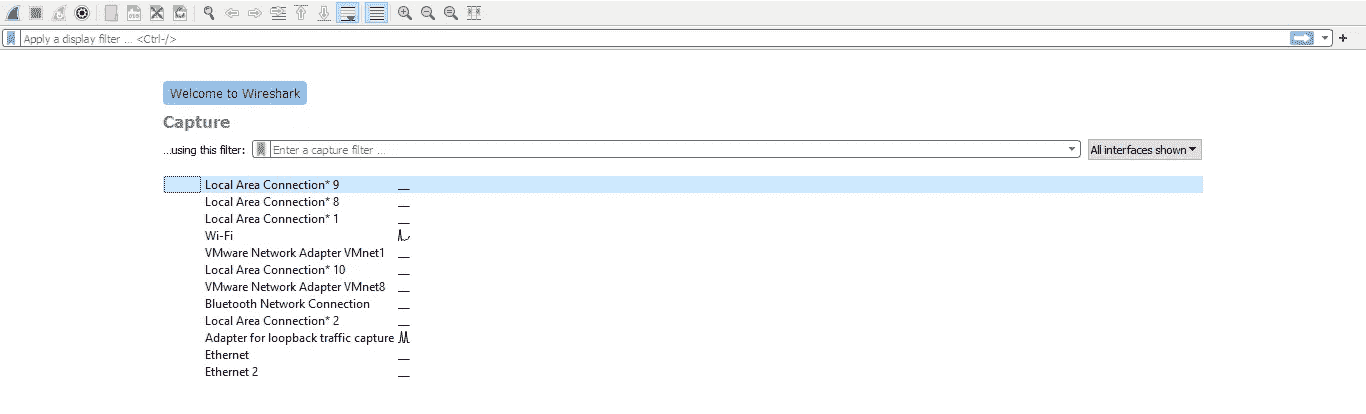 Apply a display filter ... <Ctrl-/>
Welcome to Wireshark
Capture
...using this filter: Enter a capture filter ... All interfaces shown
Local Area Connection* 9
Local Area Connection* 8
Local Area Connection* 1
Wi-Fi
VMware Network Adapter VMnet1
Local Area Connection* 10
VMware Network Adapter VMnet8
Bluetooth Network Connection
Local Area Connection* 2
Adapter for loopback traffic capture
Ethernet
Ethernet 2